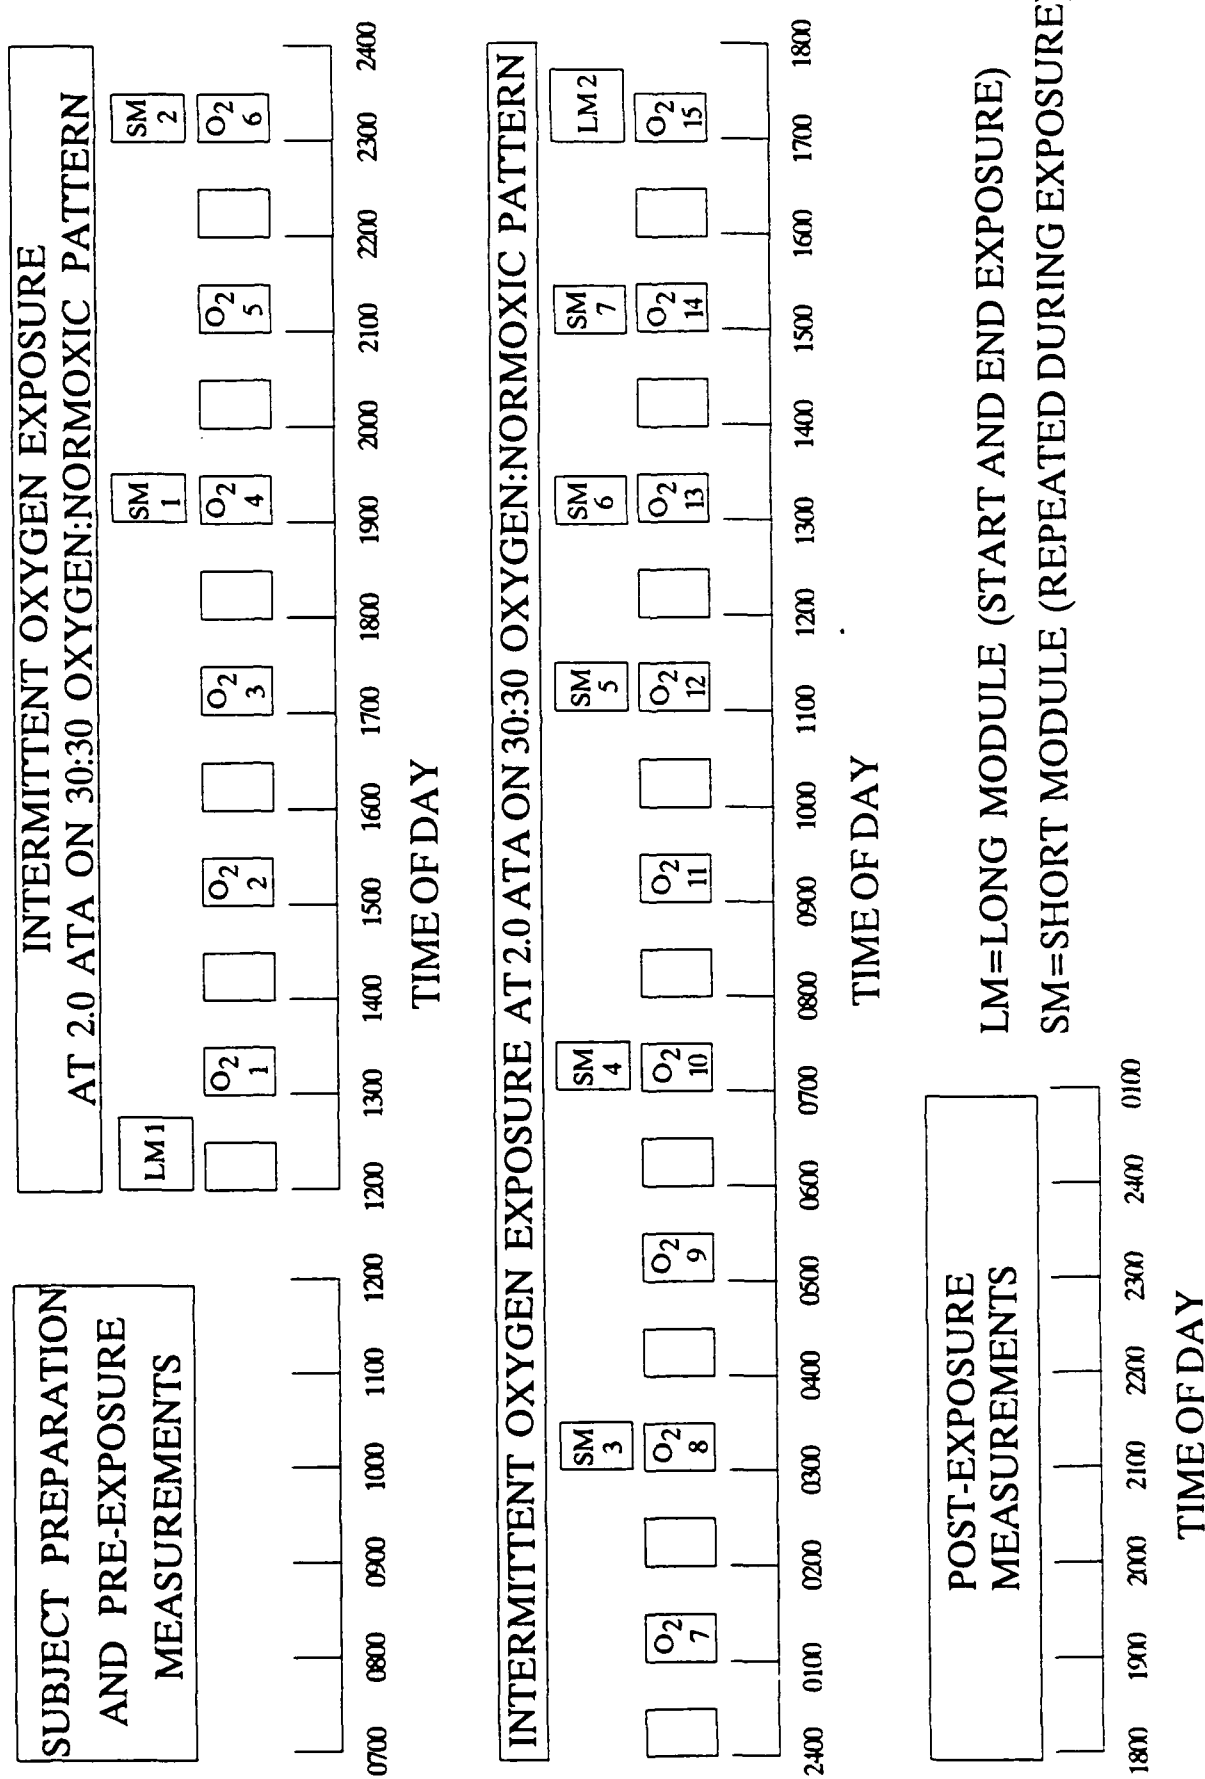 SUBJECT PREPARATION
AND PRE-EXPOSURE
MEASUREMENTS
0700 0800 0900 1000 1100 1200
INTERMITTENT OXYGEN EXPOSURE
AT 2.0 ATA ON 30:30 OXYGEN:NORMOXIC PATTERN
LM 1
SM 1
SM 2
O2 1
O2 2
O2 3
O2 4
O2 5
O2 6
1200 1300 1400 1500 1600 1700 1800 1900 2000 2100 2200 2300 2400
TIME OF DAY
INTERMITTENT OXYGEN EXPOSURE AT 2.0 ATA ON 30:30 OXYGEN:NORMOXIC PATTERN
SM 3
SM 4
SM 5
SM 6
SM 7
LM 2
O2 7
O2 8
O2 9
O2 10
O2 11
O2 12
O2 13
O2 14
O2 15
2400 0100 0200 0300 0400 0500 0600 0700 0800 0900 1000 1100 1200 1300 1400 1500 1600 1700 1800
TIME OF DAY
POST-EXPOSURE
MEASUREMENTS
1800 1900 2000 2100 2200 2300 2400 0100
TIME OF DAY
LM=LONG MODULE (START AND END EXPOSURE)
SM=SHORT MODULE (REPEATED DURING EXPOSURE)